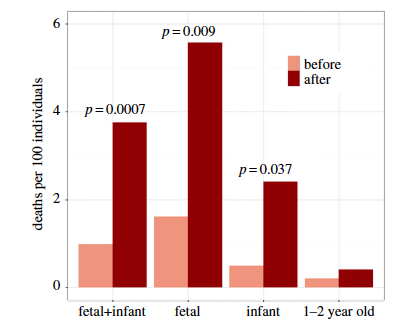 6
4
2
0
deaths per 100 individuals
p = 0.0007
p = 0.009
p = 0.037
before
after
fetal+infant
fetal
infant
1–2 year old